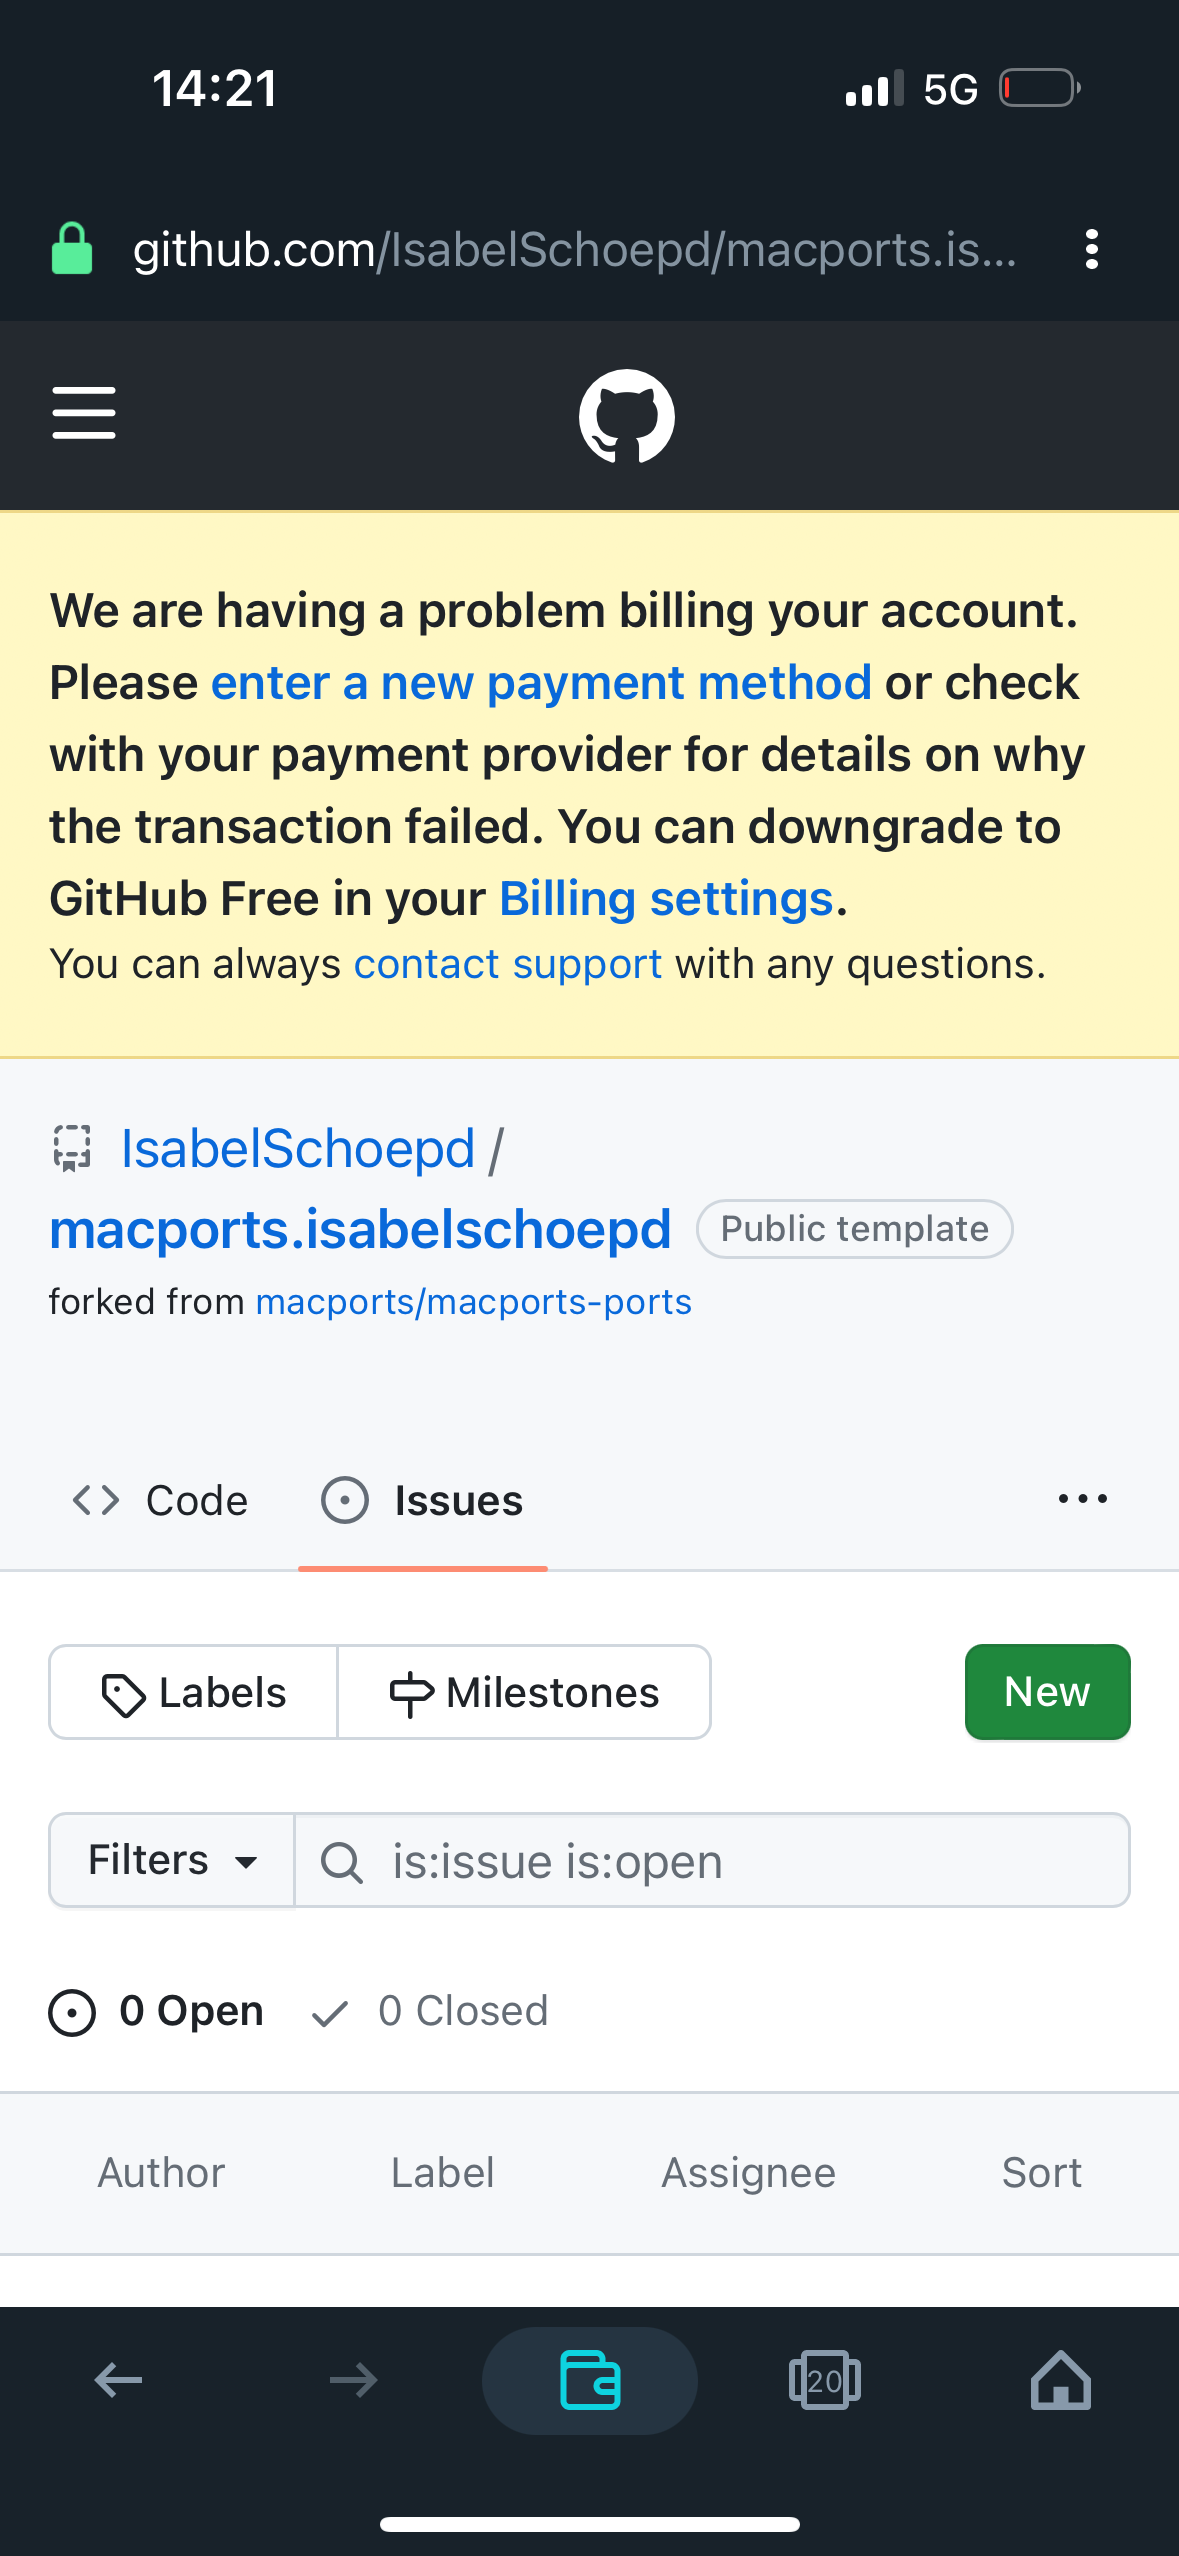 14:21
5G
github.com/IsabelSchoepd/macports.is...
We are having a problem billing your account.
Please enter a new payment method or check
with your payment provider for details on why
the transaction failed. You can downgrade to
GitHub Free in your Billing settings.
You can always contact support with any questions.
IsabelSchoepd /
macports.isabelschoepd Public template
forked from macports/macports-ports
Code Issues
Labels Milestones New
Filters is:issue is:open
0 Open 0 Closed
Author Label Assignee Sort
20